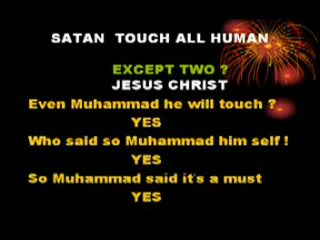 SATAN TOUCH ALL HUMAN
EXCEPT TWO ?
JESUS CHRIST
Even Muhammad he will touch ?
YES
Who said so Muhammad him self !
YES
So Muhammad said it's a must
YES